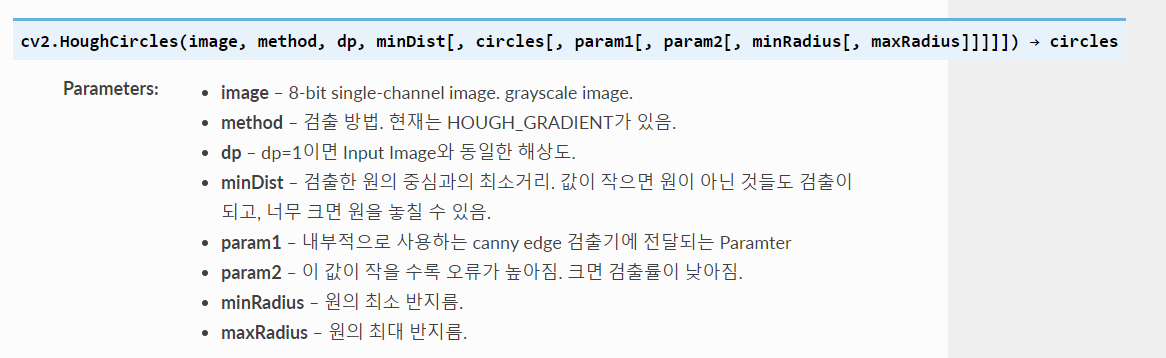 cv2.HoughCircles(image, method, dp, minDist[, circles[, param1[, param2[, minRadius[, maxRadius]]]]]) → circles
Parameters:
• image – 8-bit single-channel image. grayscale image.
• method – 검출 방법. 현재는 HOUGH_GRADIENT가 있음.
• dp – dp=1이면 Input Image와 동일한 해상도.
• minDist – 검출한 원의 중심과의 최소거리. 값이 작으면 원이 아닌 것들도 검출이
되고, 너무 크면 원을 놓칠 수 있음.
• param1 – 내부적으로 사용하는 canny edge 검출기에 전달되는 Paramter
• param2 – 이 값이 작을 수록 오류가 높아짐. 크면 검출률이 낮아짐.
• minRadius – 원의 최소 반지름.
• maxRadius – 원의 최대 반지름.